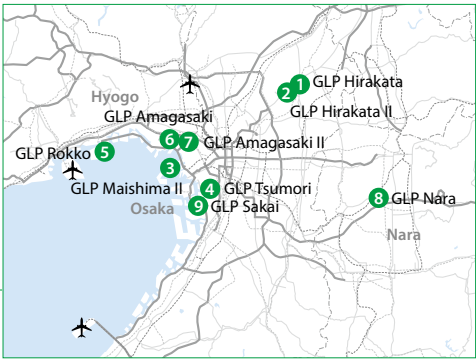 1 GLP Hirakata
2
GLP Hirakata II
Hyogo
GLP Amagasaki
6 7 GLP Amagasaki II
GLP Rokko 5
3
GLP Maishima II
4 GLP Tsumori
Osaka
9 GLP Sakai
8 GLP Nara
Nara